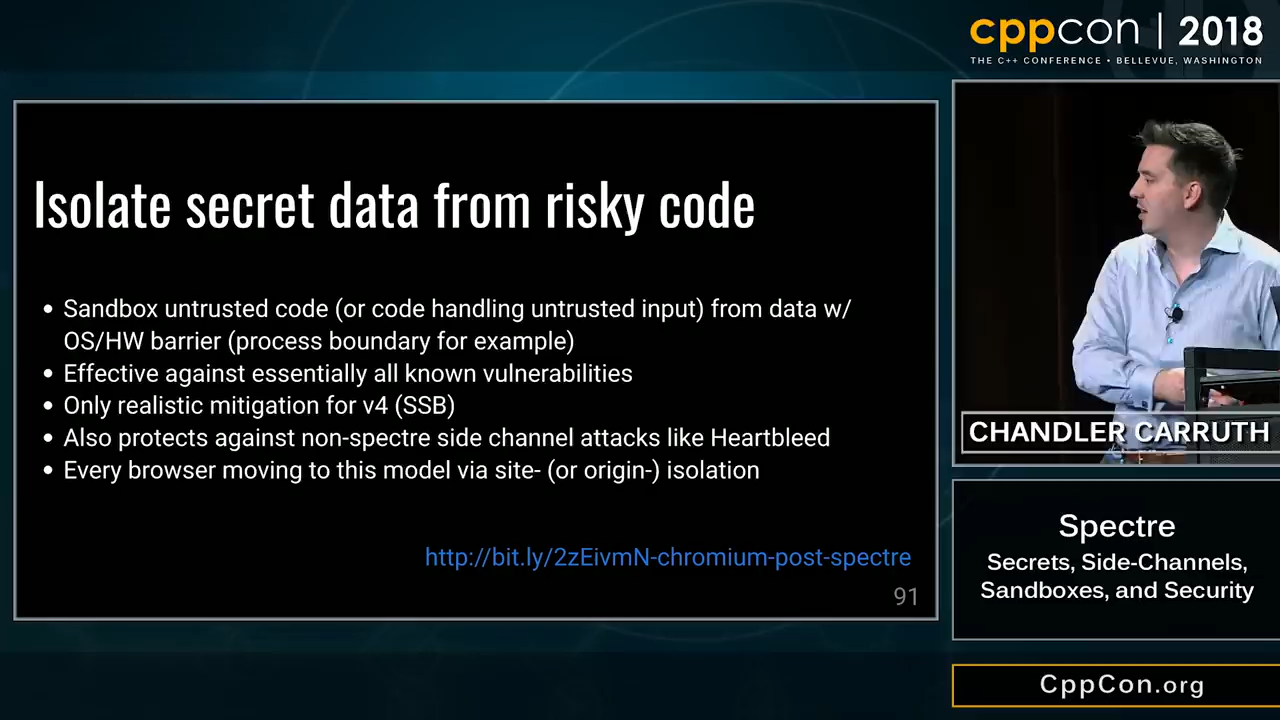 cppcon | 2018
THE C++ CONFERENCE • BELLEVUE, WASHINGTON
Isolate secret data from risky code
• Sandbox untrusted code (or code handling untrusted input) from data w/
OS/HW barrier (process boundary for example)
• Effective against essentially all known vulnerabilities
• Only realistic mitigation for v4 (SSB)
• Also protects against non-spectre side channel attacks like Heartbleed
• Every browser moving to this model via site- (or origin-) isolation
http://bit.ly/2zEivmN-chromium-post-spectre
91
CHANDLER CARRUTH
Spectre
Secrets, Side-Channels,
Sandboxes, and Security
CppCon.org